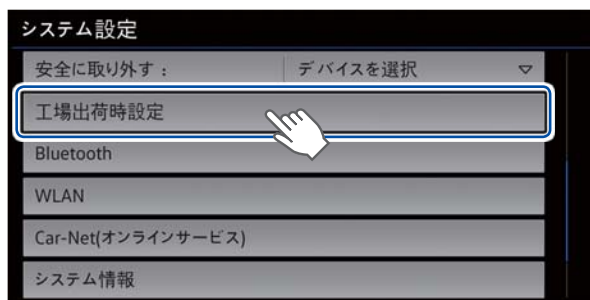 システム設定
安全に取り外す： デバイスを選択
工場出荷時設定
Bluetooth
WLAN
Car-Net(オンラインサービス)
システム情報